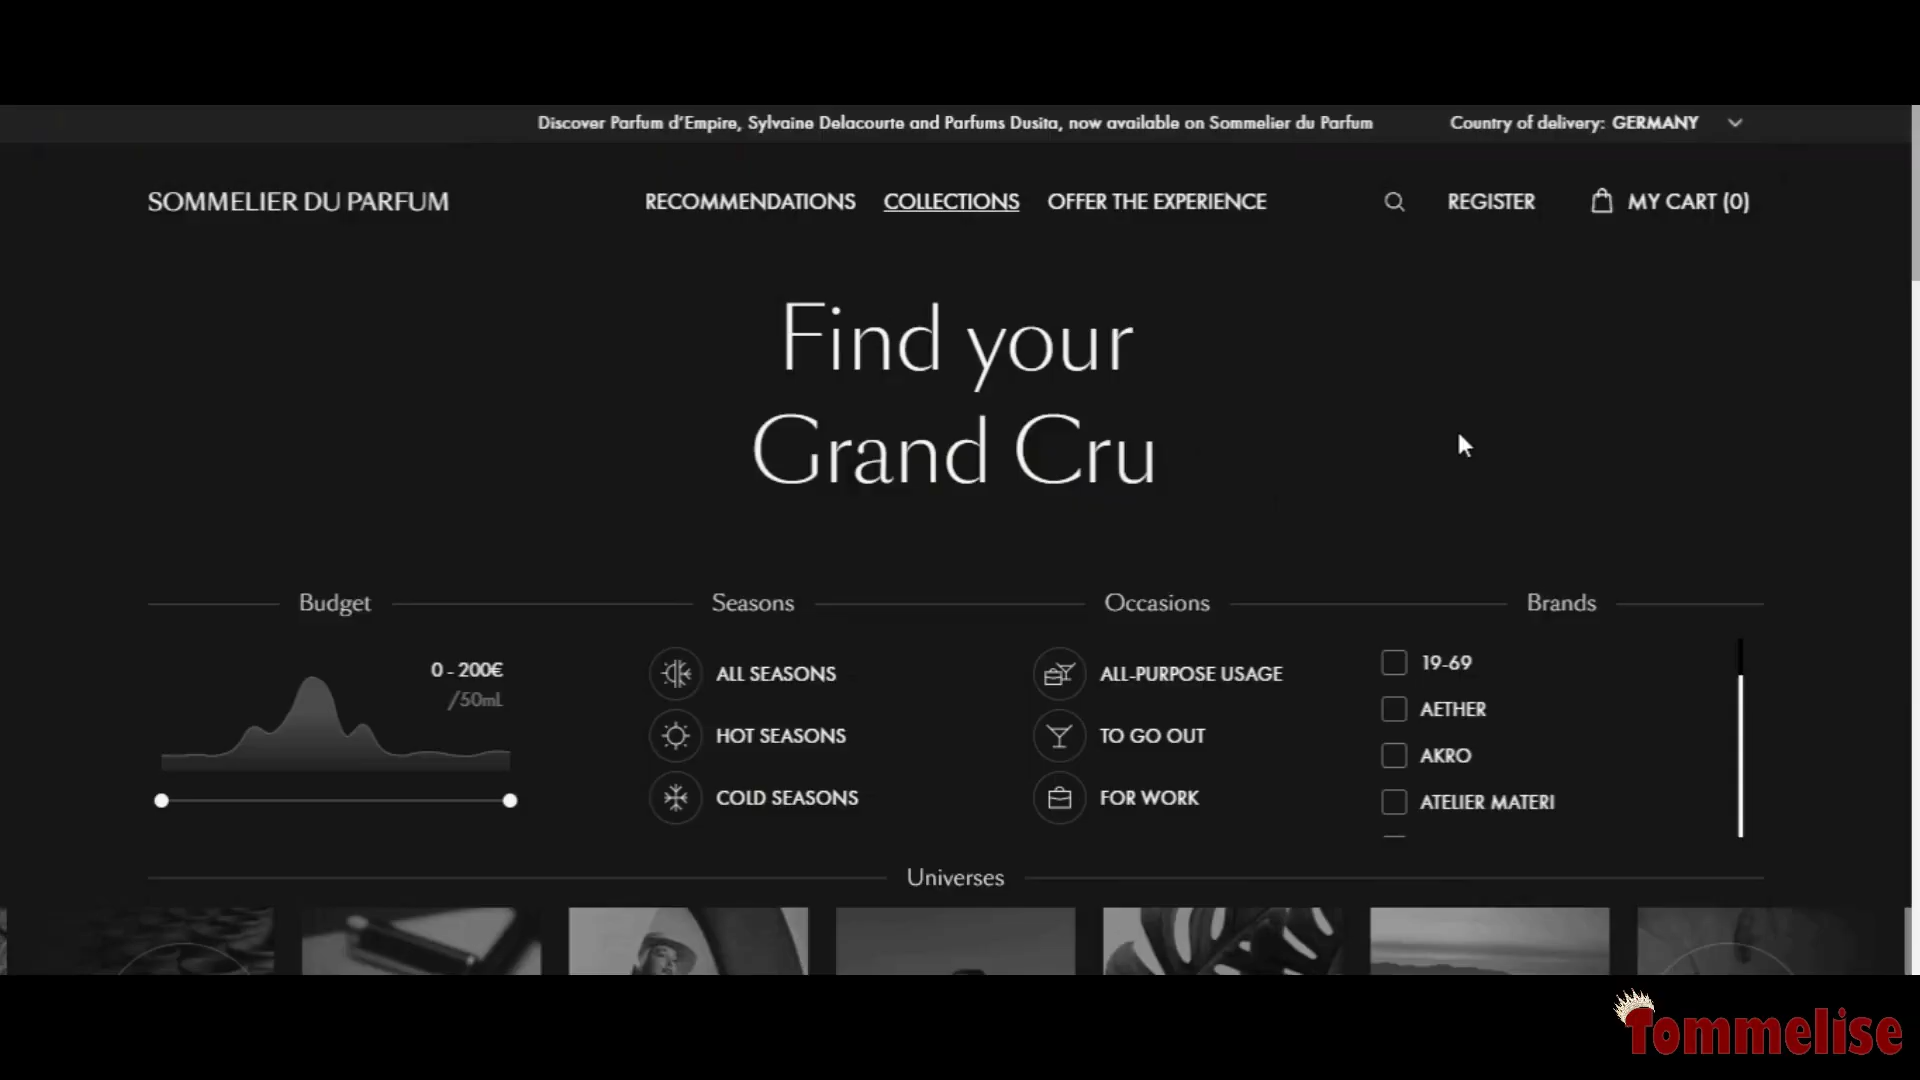 Discover Parfum d'Empire, Sylvaine Delacourte and Parfums Dusita, now available on Sommelier du Parfum
Country of delivery: GERMANY
SOMMELIER DU PARFUM
RECOMMENDATIONS
COLLECTIONS
OFFER THE EXPERIENCE
REGISTER
MY CART (0)
Find your
Grand Cru
Budget
Seasons
Occasions
Brands
0 - 200€
/50mL
ALL SEASONS
HOT SEASONS
COLD SEASONS
ALL-PURPOSE USAGE
TO GO OUT
FOR WORK
19-69
AETHER
AKRO
ATELIER MATERI
Universes
Tommelise